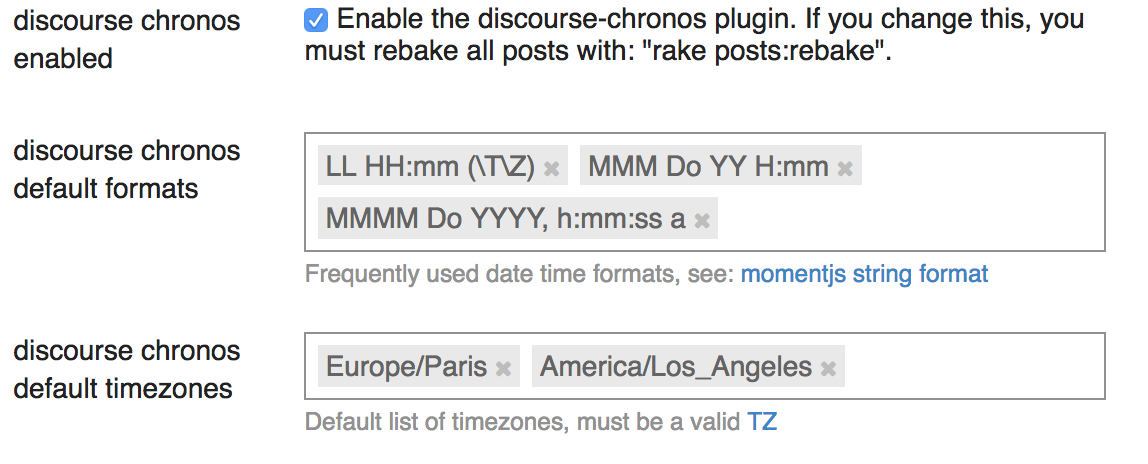 discourse chronos
enabled
Enable the discourse-chronos plugin. If you change this, you
must rebake all posts with: "rake posts:rebake".
discourse chronos
default formats
LL HH:mm (\T\Z) ✖ MMM Do YY H:mm ✖
MMMM Do YYYY, h:mm:ss a ✖
Frequently used date time formats, see: momentjs string format
discourse chronos
default timezones
Europe/Paris ✖ America/Los_Angeles ✖
Default list of timezones, must be a valid TZ